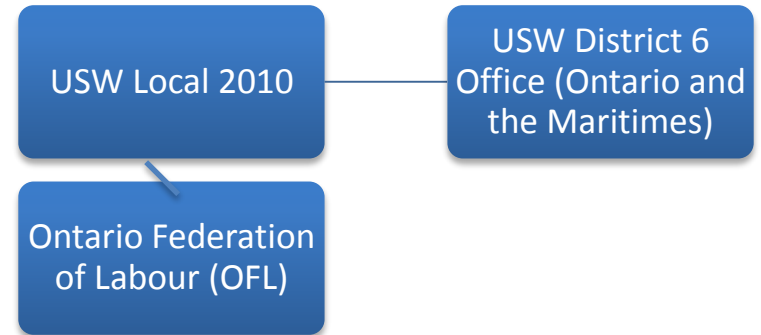 USW Local 2010
USW District 6
Office (Ontario and
the Maritimes)
Ontario Federation
of Labour (OFL)